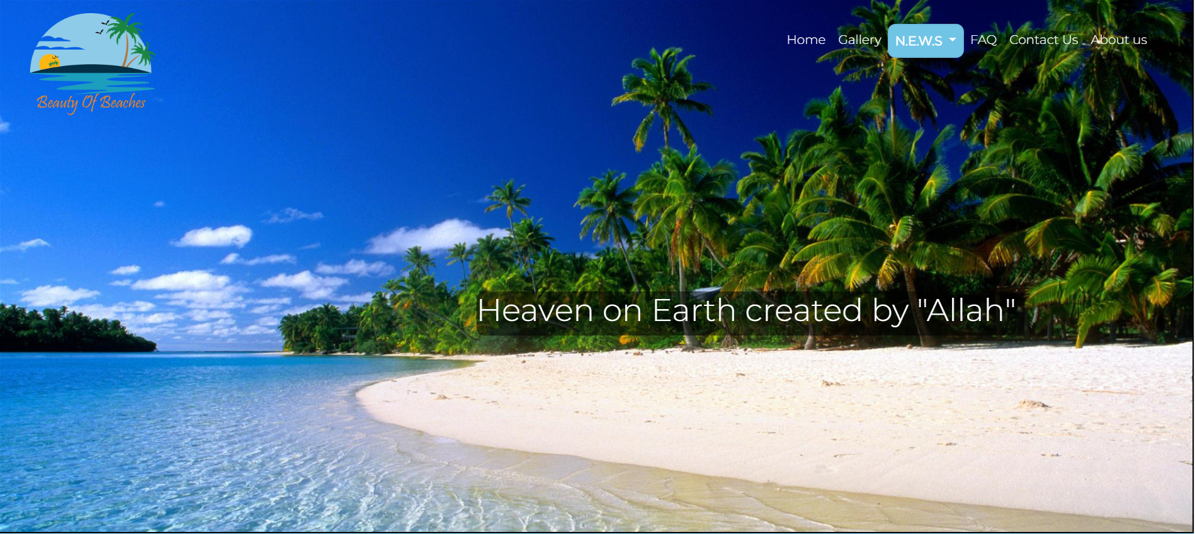 Home Gallery N.E.W.S FAQ Contact Us About us
Beauty Of Beaches
Heaven on Earth created by "Allah"